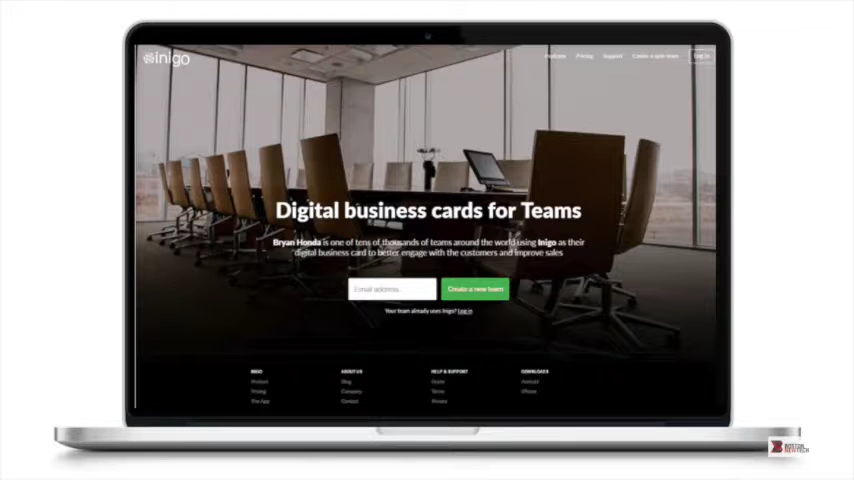 inigo
Products Pricing Support Create a new team Log in
Digital business cards for Teams
Bryan Honda is one of tens of thousands of teams around the world using Inigo as their
digital business card to better engage with the customers and improve sales
Email address
Create a new team
Your team already uses Inigo? Log in
INIGO ABOUT US HELP & SUPPORT DOWNLOADS
Product Blog Guide Android
Pricing Company Terms iPhone
The App Contact Privacy
BOSTON
NEWTECH